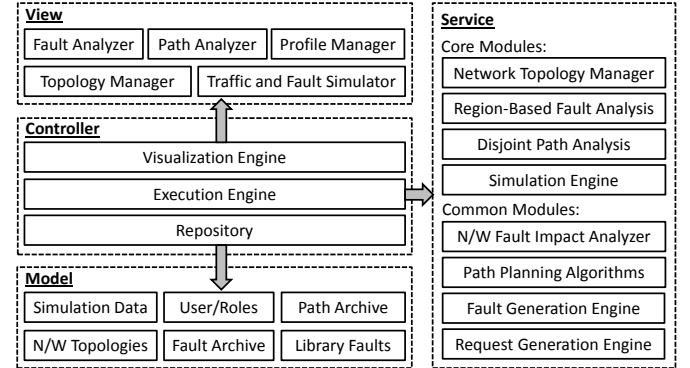 View
Fault Analyzer
Path Analyzer
Profile Manager
Topology Manager
Traffic and Fault Simulator
Controller
Visualization Engine
Execution Engine
Repository
Model
Simulation Data
User/Roles
Path Archive
N/W Topologies
Fault Archive
Library Faults
Service
Core Modules:
Network Topology Manager
Region-Based Fault Analysis
Disjoint Path Analysis
Simulation Engine
Common Modules:
N/W Fault Impact Analyzer
Path Planning Algorithms
Fault Generation Engine
Request Generation Engine